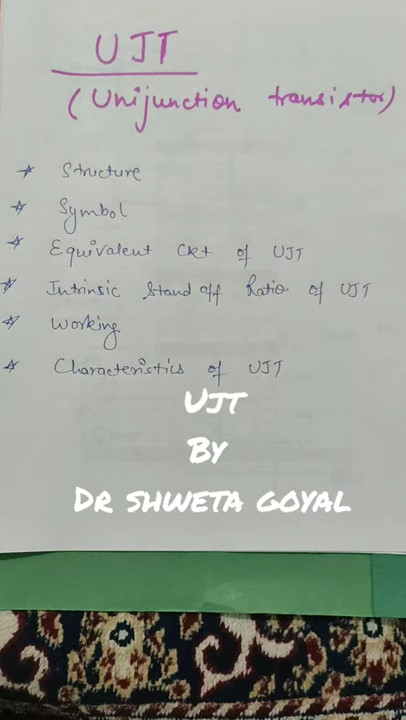 UJT
(Unijunction transistor)
Structure
Symbol
Equivalent Ckt of UJT
Intrinsic Stand off Ratio of UJT
Working
Characteristics of UJT
UJT
BY
DR SHWETA GOYAL